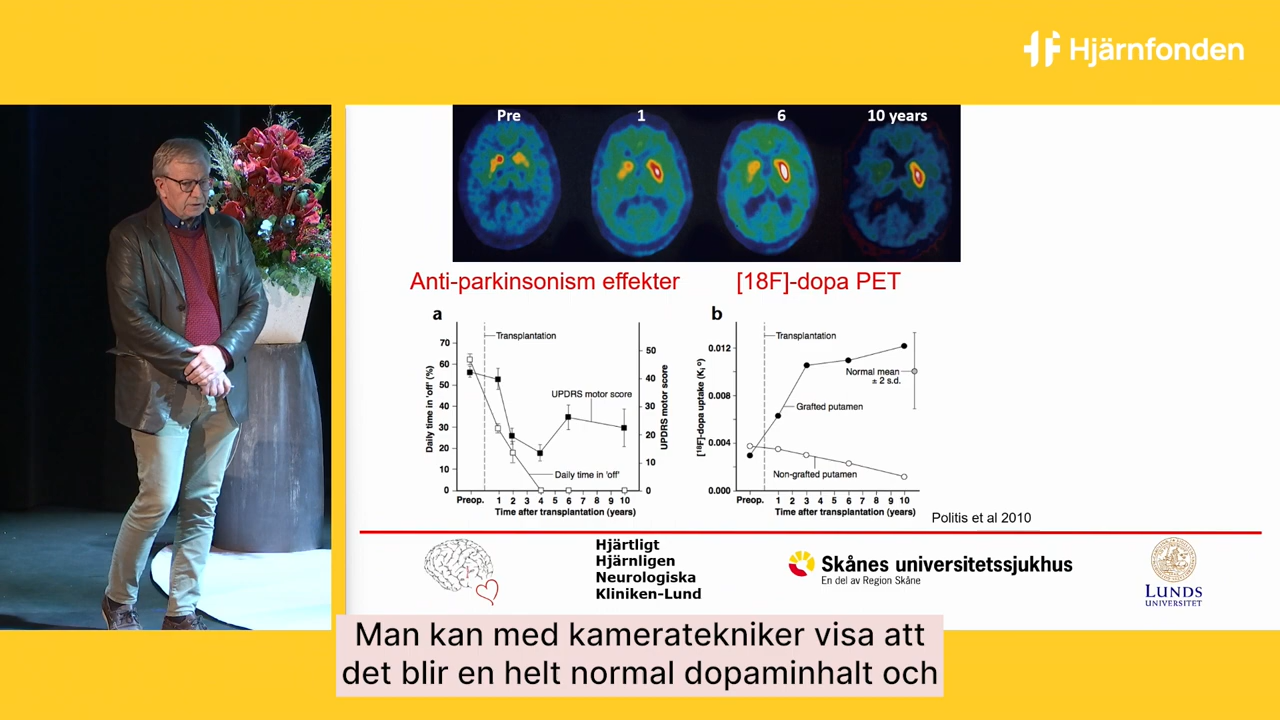 Hjärnfonden
Pre
1
6
10 years
Anti-parkinsonism effekter
[18F]-dopa PET
a
Transplantation
70
60
50
40
30
20
10
0
Daily time in 'off' (%)
50
40
30
20
10
0
UPDRS motor score
UPDRS motor score
Daily time in 'off'
Preop. 1 2 3 4 5 6 7 8 9 10
Time after transplantation (years)
b
Transplantation
0.012
0.008
0.004
0.000
[18F]-dopa uptake (Ki º)
Normal mean
± 2 s.d.
Grafted putamen
Non-grafted putamen
Preop. 1 2 3 4 5 6 7 8 9 10
Time after transplantation (years)
Politis et al 2010
Hjärtligt
Hjärnligen
Neurologiska
Kliniken-Lund
Skånes universitetssjukhus
En del av Region Skåne
LUNDS
UNIVERSITET
Man kan med kameratekniker visa att
det blir en helt normal dopaminhalt och